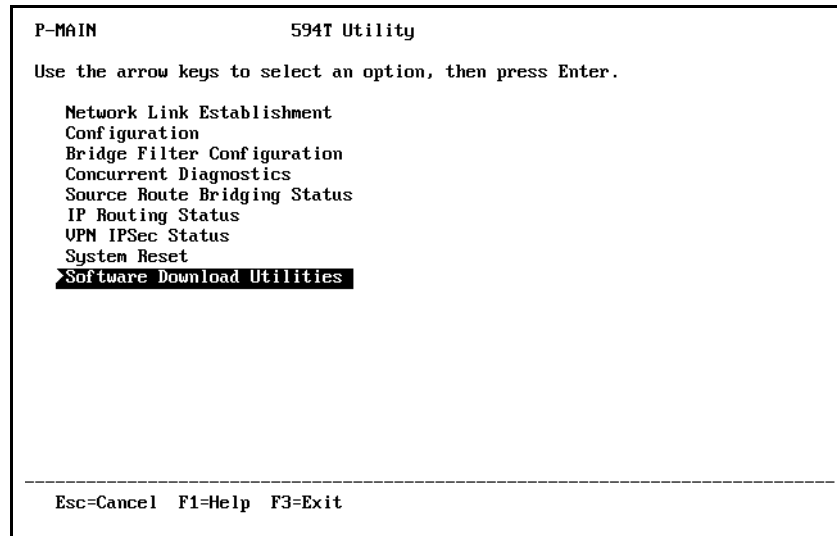 P-MAIN 594T Utility
Use the arrow keys to select an option, then press Enter.
Network Link Establishment
Configuration
Bridge Filter Configuration
Concurrent Diagnostics
Source Route Bridging Status
IP Routing Status
VPN IPSec Status
System Reset
Software Download Utilities
Esc=Cancel F1=Help F3=Exit